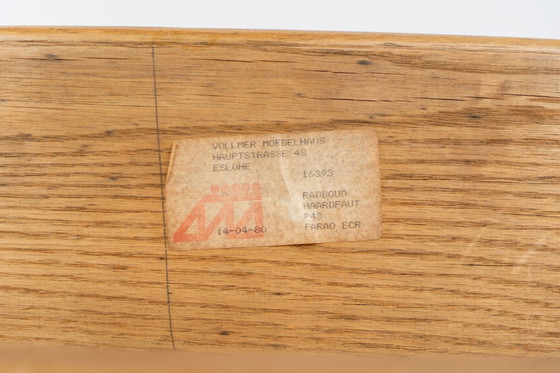 VOLLMER MOEBELHAUS
HAUPTSTRASSE 48
ESLOHE
16393
RADBOUD
HAARDFAUT
P43
FARAO ECR
14-04-80